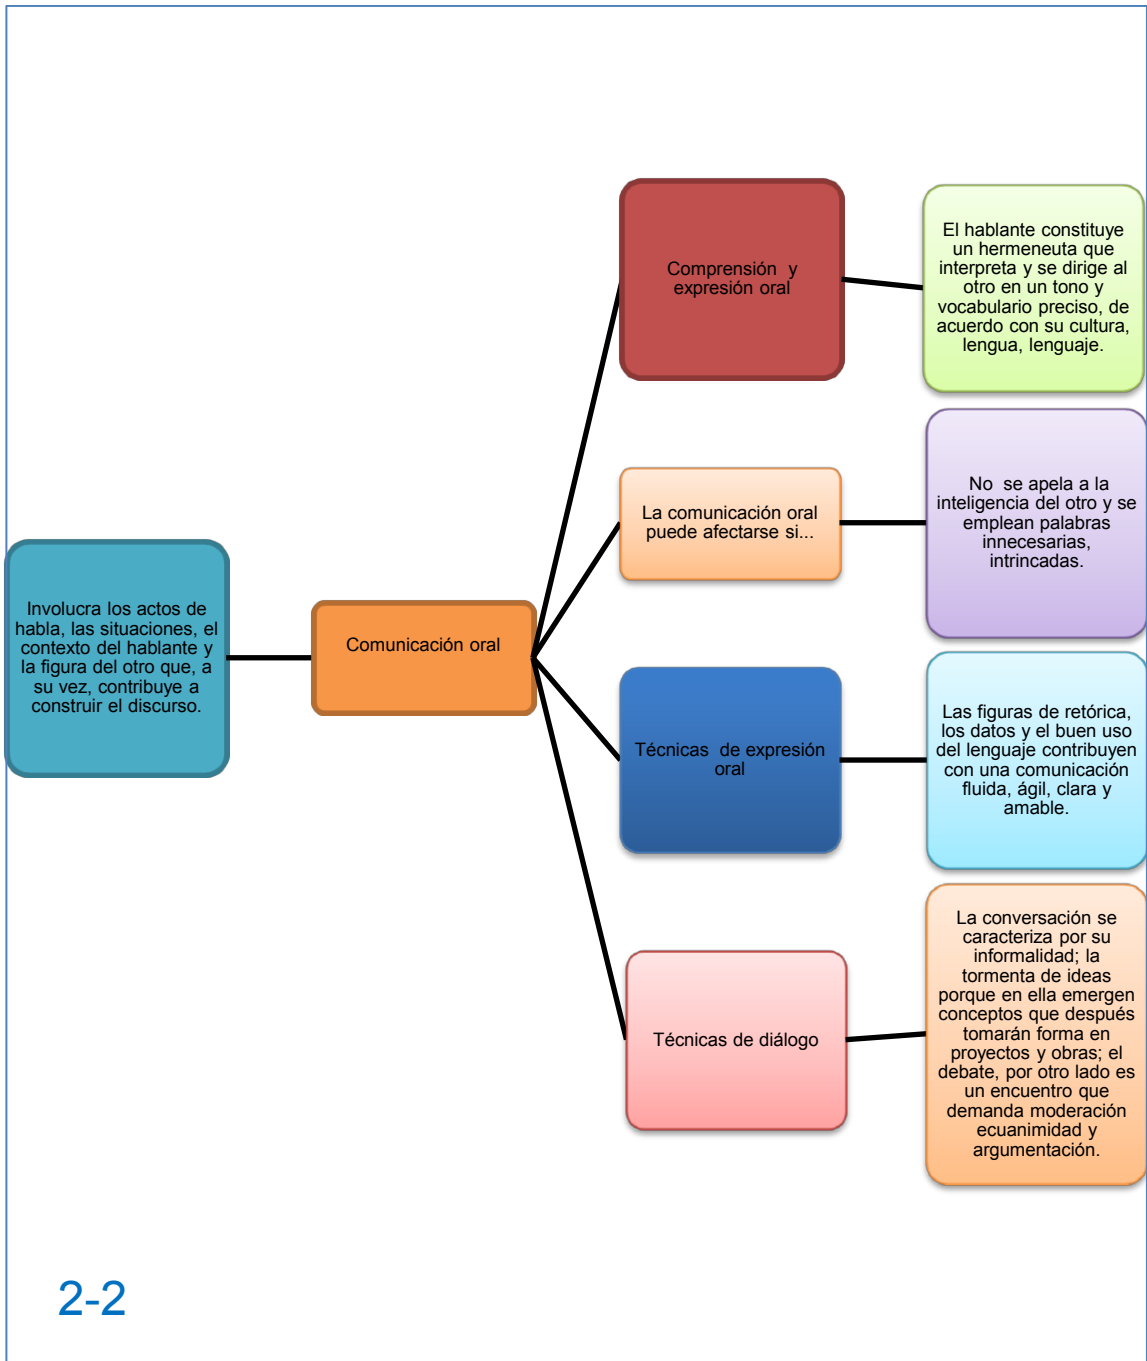 Involucra los actos de
habla, las situaciones, el
contexto del hablante y
la figura del otro que, a
su vez, contribuye a
construir el discurso.
Comunicación oral
Comprensión y
expresión oral
El hablante constituye
un hermeneuta que
interpreta y se dirige al
otro en un tono y
vocabulario preciso, de
acuerdo con su cultura,
lengua, lenguaje.
La comunicación oral
puede afectarse si...
No se apela a la
inteligencia del otro y se
emplean palabras
innecesarias,
intrincadas.
Técnicas de expresión
oral
Las figuras de retórica,
los datos y el buen uso
del lenguaje contribuyen
con una comunicación
fluida, ágil, clara y
amable.
Técnicas de diálogo
La conversación se
caracteriza por su
informalidad; la
tormenta de ideas
porque en ella emergen
conceptos que después
tomarán forma en
proyectos y obras; el
debate, por otro lado es
un encuentro que
demanda moderación
ecuanimidad y
argumentación.
2-2